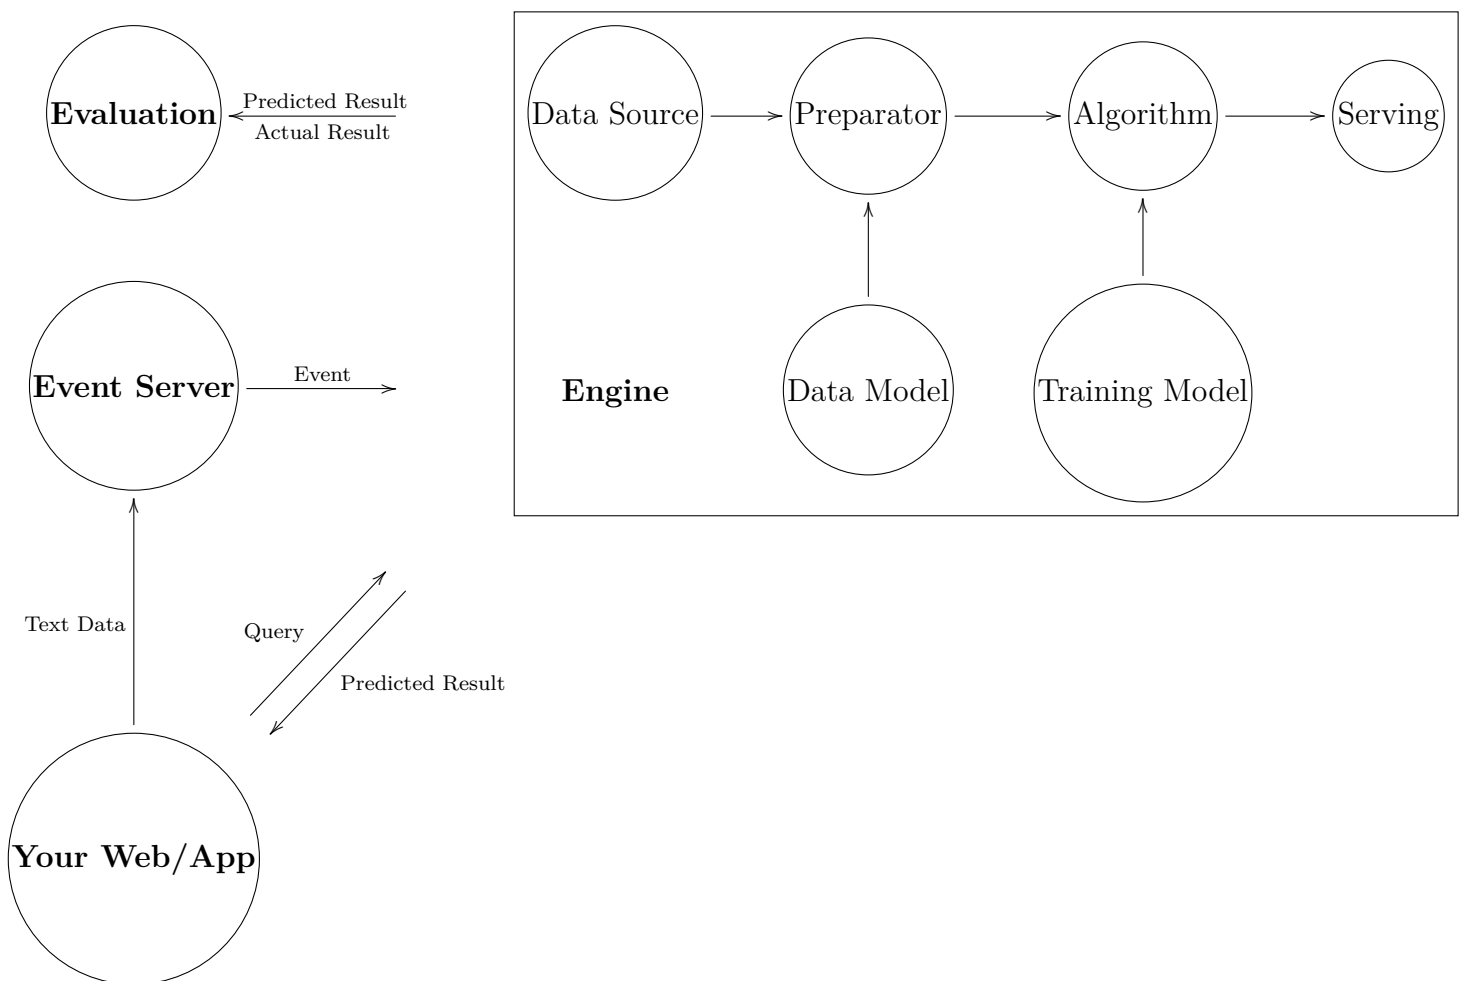 Evaluation
Predicted Result
Actual Result
Data Source
Preparator
Algorithm
Serving
Event Server
Event
Engine
Data Model
Training Model
Text Data
Query
Predicted Result
Your Web/App